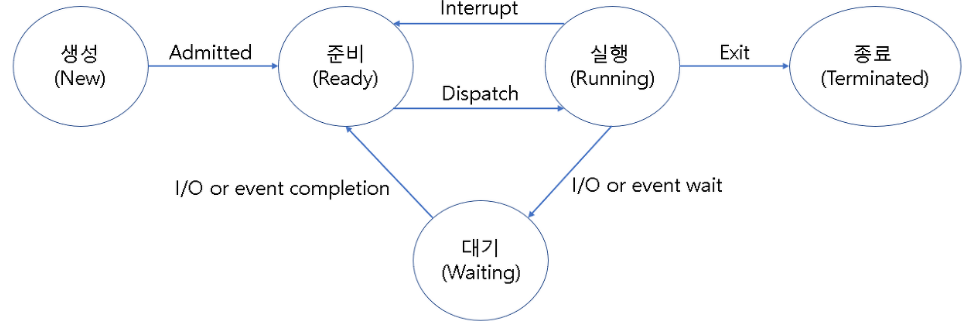 Interrupt
생성
(New)
Admitted
준비
(Ready)
실행
(Running)
Exit
종료
(Terminated)
Dispatch
I/O or event completion
I/O or event wait
대기
(Waiting)